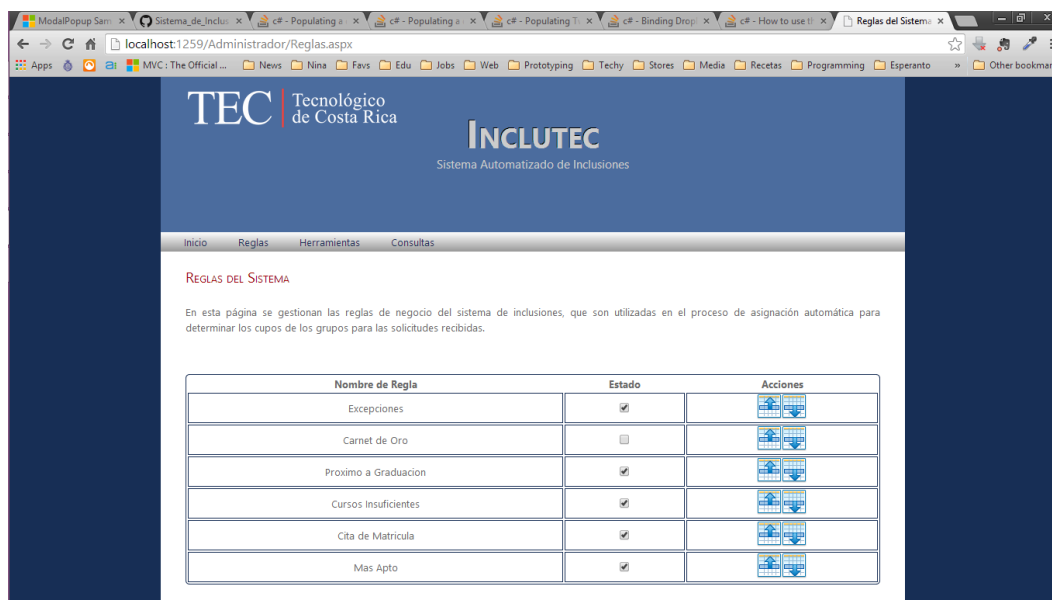 ModalPopup Sam
Sistema_de_Inclus
c# - Populating a
c# - Populating a
c# - Populating T
c# - Binding Drop
c# - How to use t
Reglas del Sistema
localhost:1259/Administrador/Reglas.aspx
Apps
a!
MVC : The Official ...
News
Nina
Favs
Edu
Jobs
Web
Prototyping
Techy
Stores
Media
Recetas
Programming
Esperanto
»
Other bookmar
TEC
Tecnológico
de Costa Rica
INCLUTEC
Sistema Automatizado de Inclusiones
Inicio Reglas Herramientas Consultas
REGLAS DEL SISTEMA
En esta página se gestionan las reglas de negocio del sistema de inclusiones, que son utilizadas en el proceso de asignación automática para
determinar los cupos de los grupos para las solicitudes recibidas.
Nombre de Regla Estado Acciones
Excepciones
Carnet de Oro
Proximo a Graduacion
Cursos Insuficientes
Cita de Matricula
Mas Apto